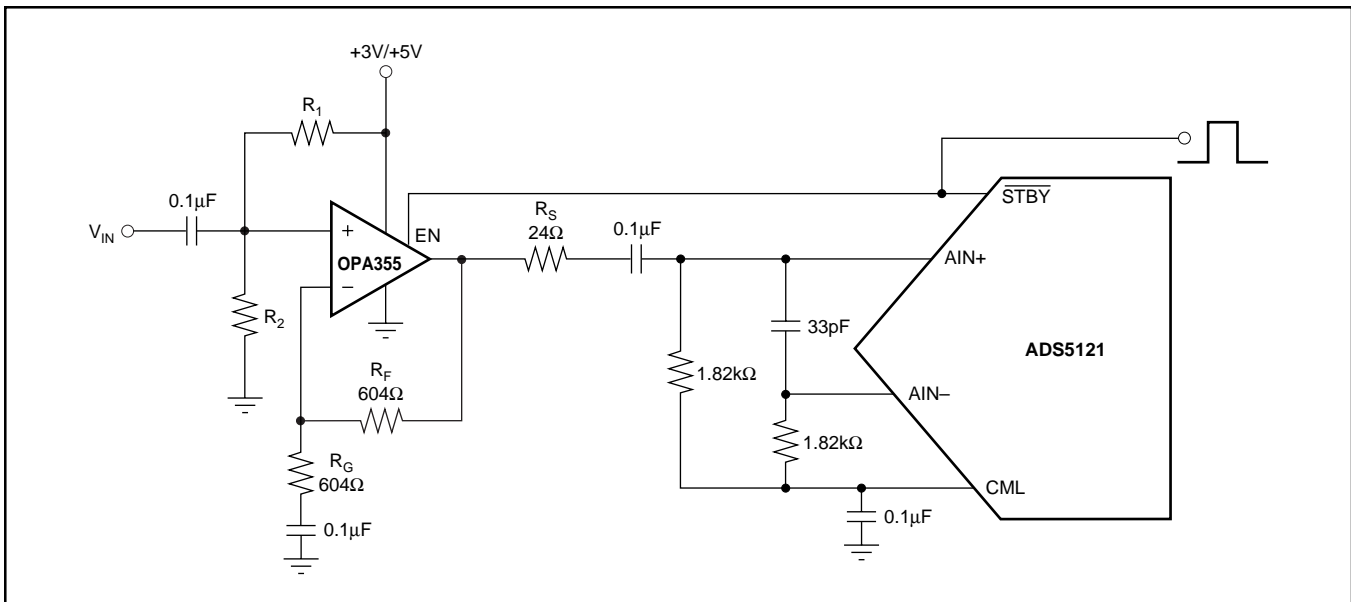 +3V/+5V
R1
0.1μF
VIN
+
EN
OPA355
−
R2
RF
604Ω
RG
604Ω
0.1μF
RS
24Ω
0.1μF
1.82kΩ
33pF
1.82kΩ
0.1μF
STBY
AIN+
ADS5121
AIN−
CML